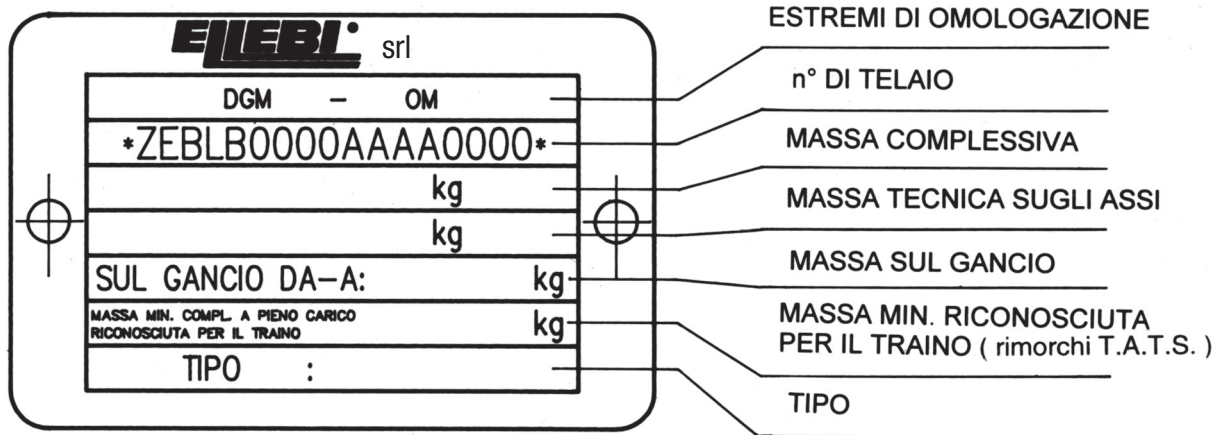 ELLEBI srl
DGM – OM
*ZEBLB0000AAAA0000*
kg
kg
SUL GANCIO DA–A: kg
MASSA MIN. COMPL. A PIENO CARICO
RICONOSCIUTA PER IL TRAINO kg
TIPO :
ESTREMI DI OMOLOGAZIONE
n° DI TELAIO
MASSA COMPLESSIVA
MASSA TECNICA SUGLI ASSI
MASSA SUL GANCIO
MASSA MIN. RICONOSCIUTA
PER IL TRAINO ( rimorchi T.A.T.S. )
TIPO